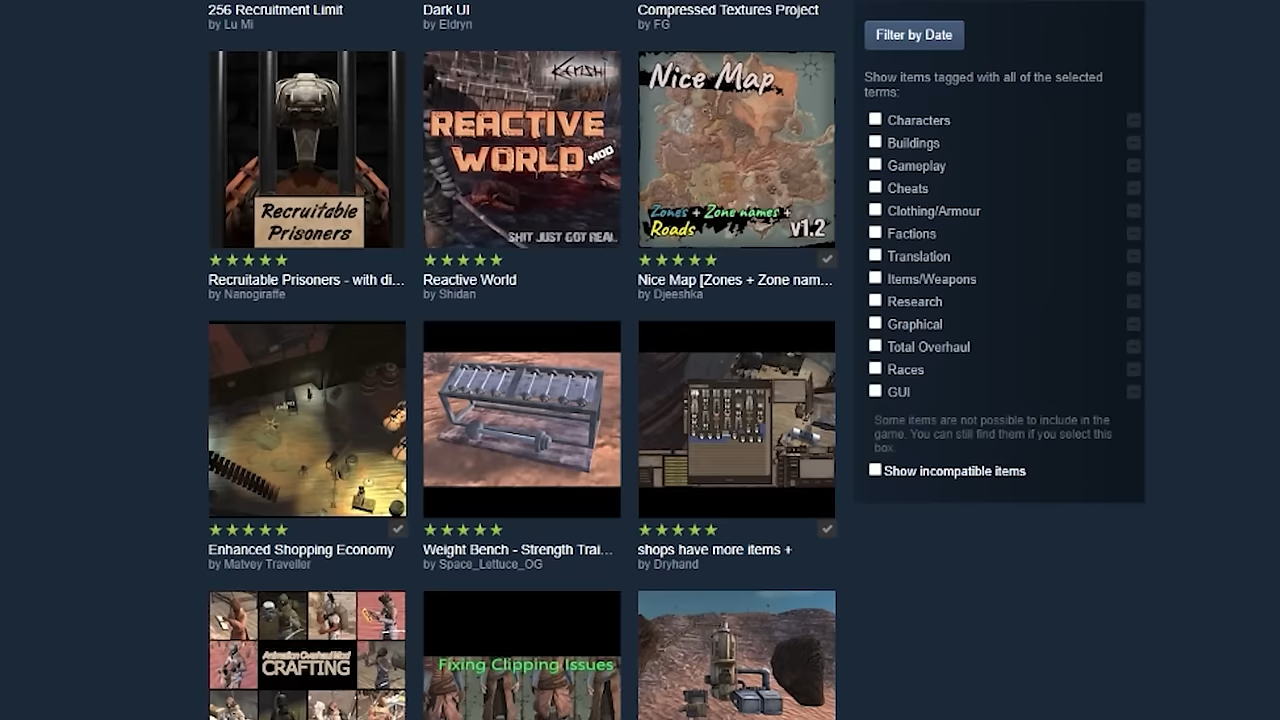 256 Recruitment Limit
by Lu Mi
Dark UI
by Eldryn
Compressed Textures Project
by FG
Recruitable
Prisoners
Kenshi
REACTIVE
WORLD MOD
SHIT JUST GOT REAL
Nice Map
Zones + Zone names +
Roads
v1.2
Recruitable Prisoners - with di...
by Nanogiraffe
Reactive World
by Shidan
Nice Map [Zones + Zone nam...
by Djeeshka
Enhanced Shopping Economy
by Matvey Traveller
Weight Bench - Strength Trai...
by Space_Lettuce_OG
shops have more items +
by Dryhand
Animation Overhaul Mod
CRAFTING
Fixing Clipping Issues
Filter by Date
Show items tagged with all of the selected
terms:
Characters
Buildings
Gameplay
Cheats
Clothing/Armour
Factions
Translation
Items/Weapons
Research
Graphical
Total Overhaul
Races
GUI
Some items are not possible to include in the
game. You can still find them if you select this
box.
Show incompatible items